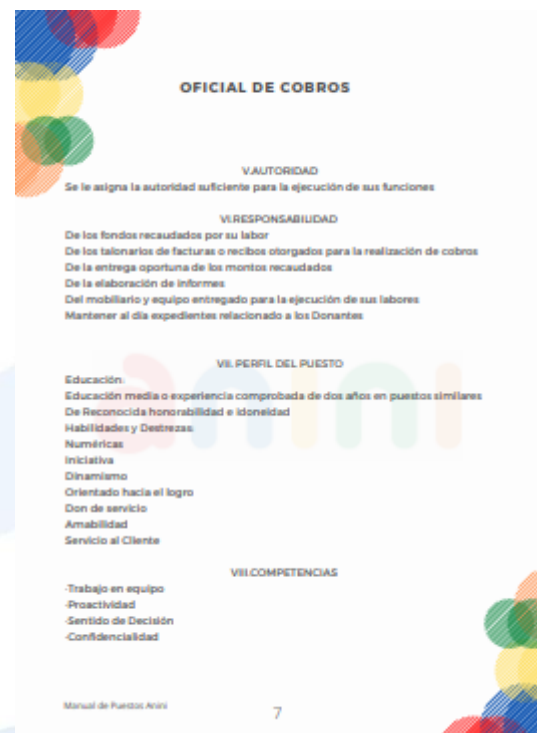 OFICIAL DE COBROS
V.AUTORIDAD
Se le asigna la autoridad suficiente para la ejecución de sus funciones
VI.RESPONSABILIDAD
De los fondos recaudados por su labor
De los talonarios de facturas o recibos otorgados para la realización de cobros
De la entrega oportuna de los montos recaudados
De la elaboración de informes
Del mobiliario y equipo entregado para la ejecución de sus labores
Mantener al día expedientes relacionado a los Donantes
VII. PERFIL DEL PUESTO
Educación:
Educación media o experiencia comprobada de dos años en puestos similares
De Reconocida honorabilidad e idoneidad
Habilidades y Destrezas:
Numéricas
Iniciativa
Dinamismo
Orientado hacia el logro
Don de servicio
Amabilidad
Servicio al Cliente
anini
VIII.COMPETENCIAS
-Trabajo en equipo
-Proactividad
-Sentido de Decisión
-Confidencialidad
Manual de Puestos Anini
7